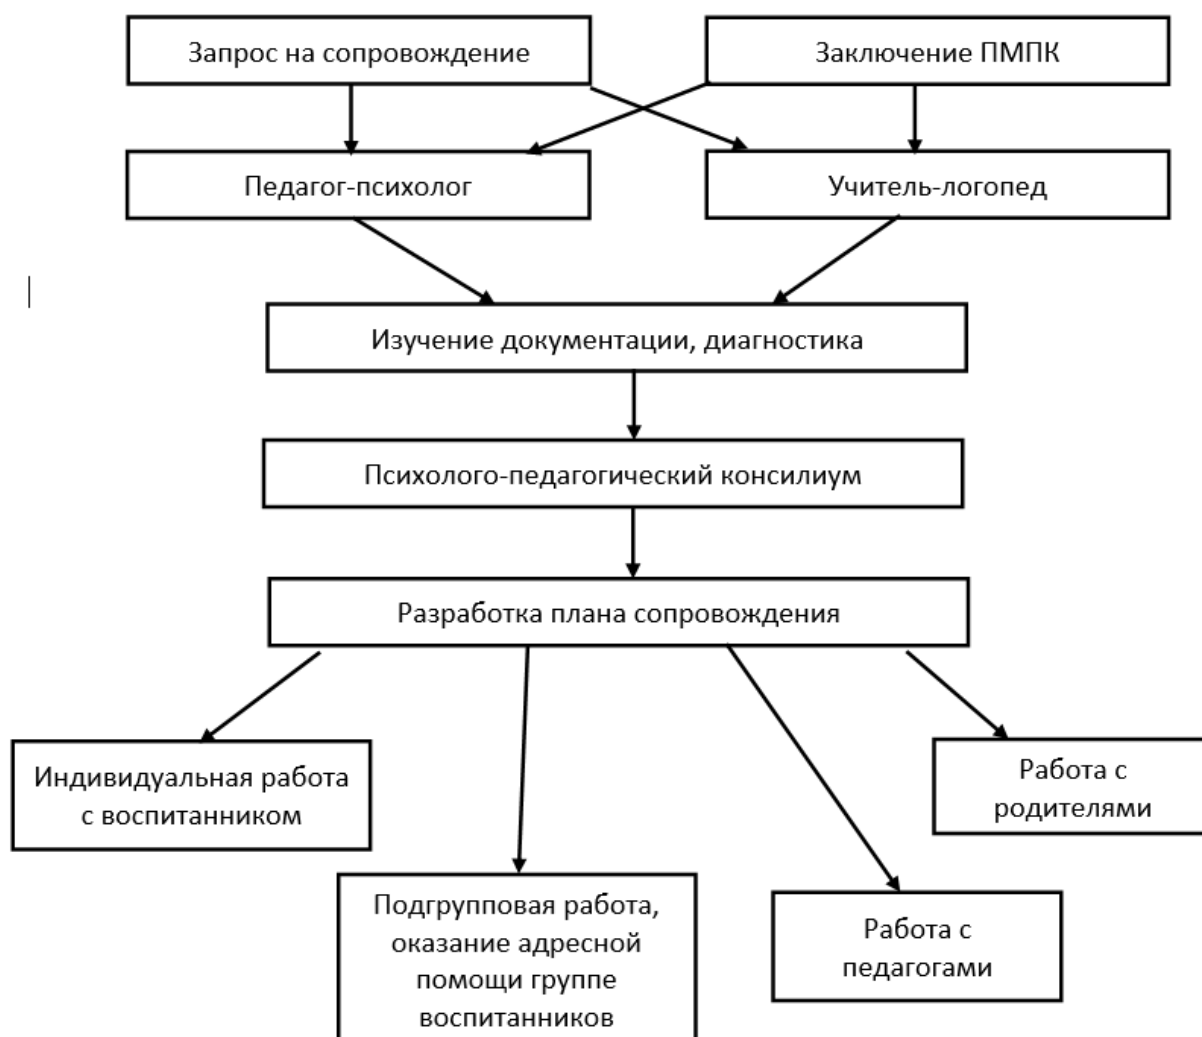 Запрос на сопровождение
Заключение ПМПК
Педагог-психолог
Учитель-логопед
Изучение документации, диагностика
Психолого-педагогический консилиум
Разработка плана сопровождения
Индивидуальная работа
с воспитанником
Работа с
родителями
Подгрупповая работа,
оказание адресной
помощи группе
воспитанников
Работа с
педагогами